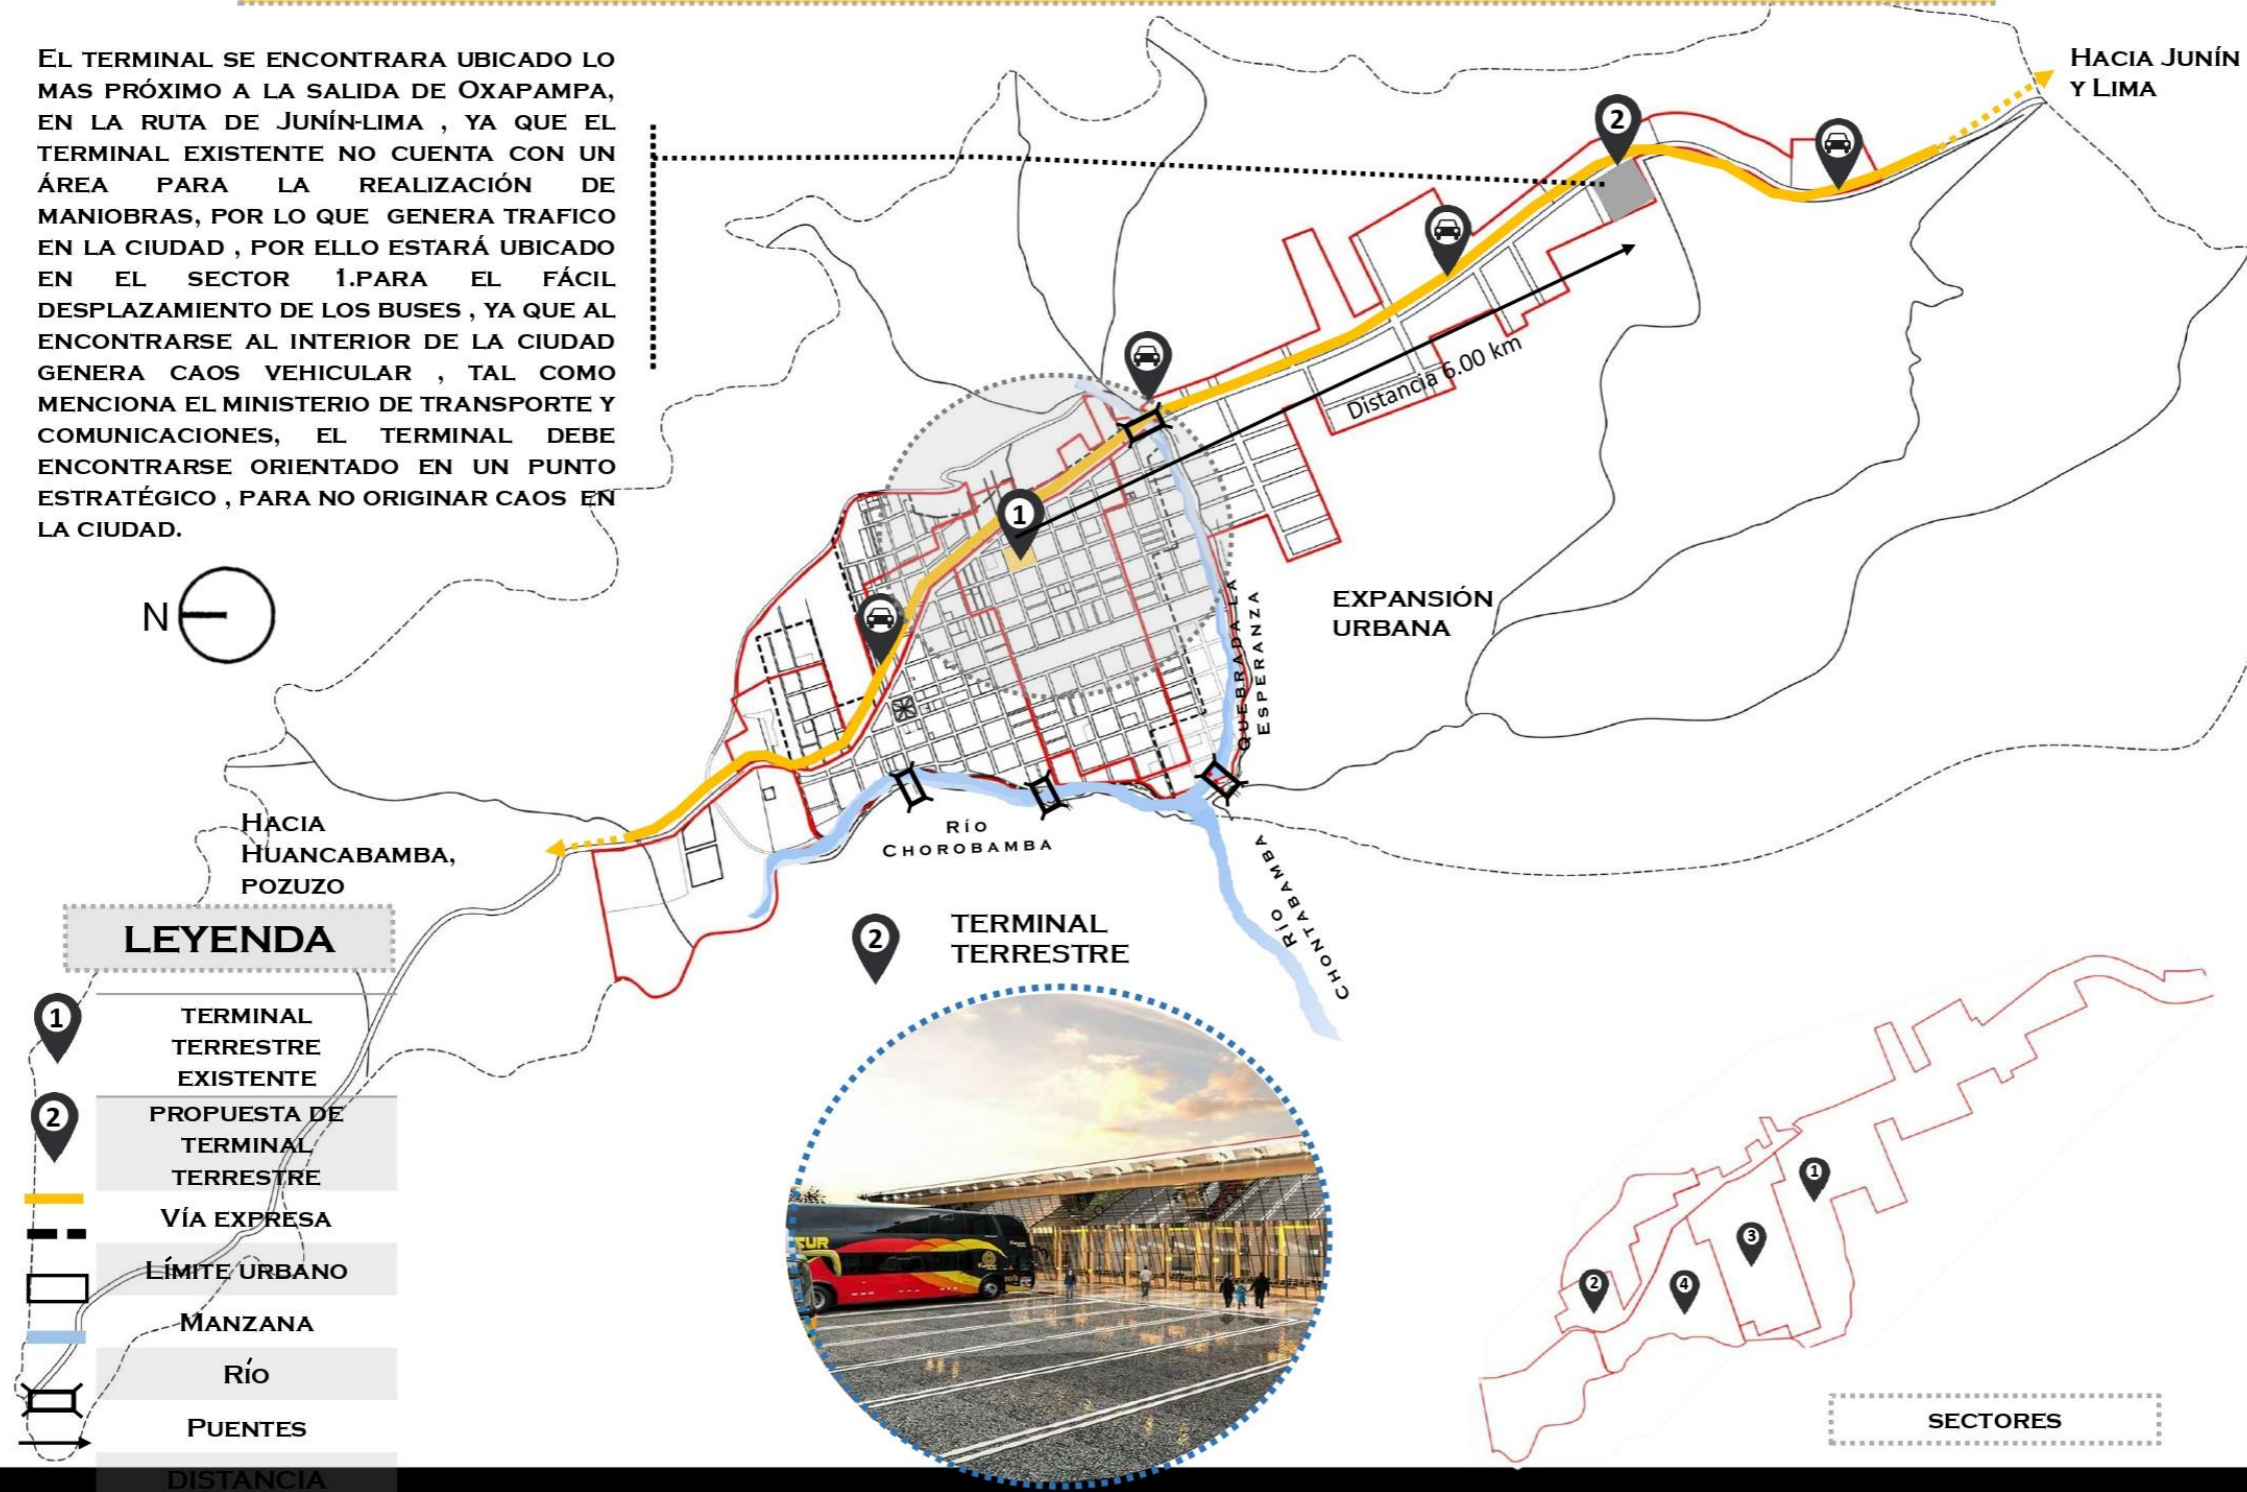 EL TERMINAL SE ENCONTRARA UBICADO LO
MAS PRÓXIMO A LA SALIDA DE OXAPAMPA,
EN LA RUTA DE JUNÍN-LIMA , YA QUE EL
TERMINAL EXISTENTE NO CUENTA CON UN
ÁREA PARA LA REALIZACIÓN DE
MANIOBRAS, POR LO QUE GENERA TRAFICO
EN LA CIUDAD , POR ELLO ESTARÁ UBICADO
EN EL SECTOR 1.PARA EL FÁCIL
DESPLAZAMIENTO DE LOS BUSES , YA QUE AL
ENCONTRARSE AL INTERIOR DE LA CIUDAD
GENERA CAOS VEHICULAR , TAL COMO
MENCIONA EL MINISTERIO DE TRANSPORTE Y
COMUNICACIONES, EL TERMINAL DEBE
ENCONTRARSE ORIENTADO EN UN PUNTO
ESTRATÉGICO , PARA NO ORIGINAR CAOS EN
LA CIUDAD.
HACIA JUNÍN
Y LIMA
2
Distancia 6.00 km
1
N
EXPANSIÓN
URBANA
QUEBRADA LA
ESPERANZA
HACIA
HUANCABAMBA,
POZUZO
RÍO
CHOROBAMBA
RÍO
CHONTABAMBA
LEYENDA
1
TERMINAL
TERRESTRE
EXISTENTE
2
PROPUESTA DE
TERMINAL
TERRESTRE
VÍA EXPRESA
LÍMITE URBANO
MANZANA
RÍO
PUENTES
DISTANCIA
2
TERMINAL
TERRESTRE
SUR
1
3
2
4
SECTORES